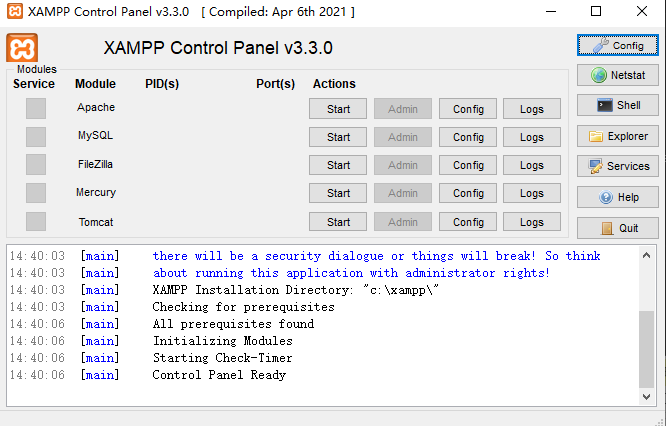 XAMPP Control Panel v3.3.0 [ Compiled: Apr 6th 2021 ]
XAMPP Control Panel v3.3.0
Config
Modules
Service Module PID(s) Port(s) Actions
Netstat
Apache Start Admin Config Logs
Shell
MySQL Start Admin Config Logs
Explorer
FileZilla Start Admin Config Logs
Services
Mercury Start Admin Config Logs
Help
Tomcat Start Admin Config Logs
Quit
14:40:03 [main] there will be a security dialogue or things will break! So think
14:40:03 [main] about running this application with administrator rights!
14:40:03 [main] XAMPP Installation Directory: "c:\xampp\"
14:40:03 [main] Checking for prerequisites
14:40:06 [main] All prerequisites found
14:40:06 [main] Initializing Modules
14:40:06 [main] Starting Check-Timer
14:40:06 [main] Control Panel Ready